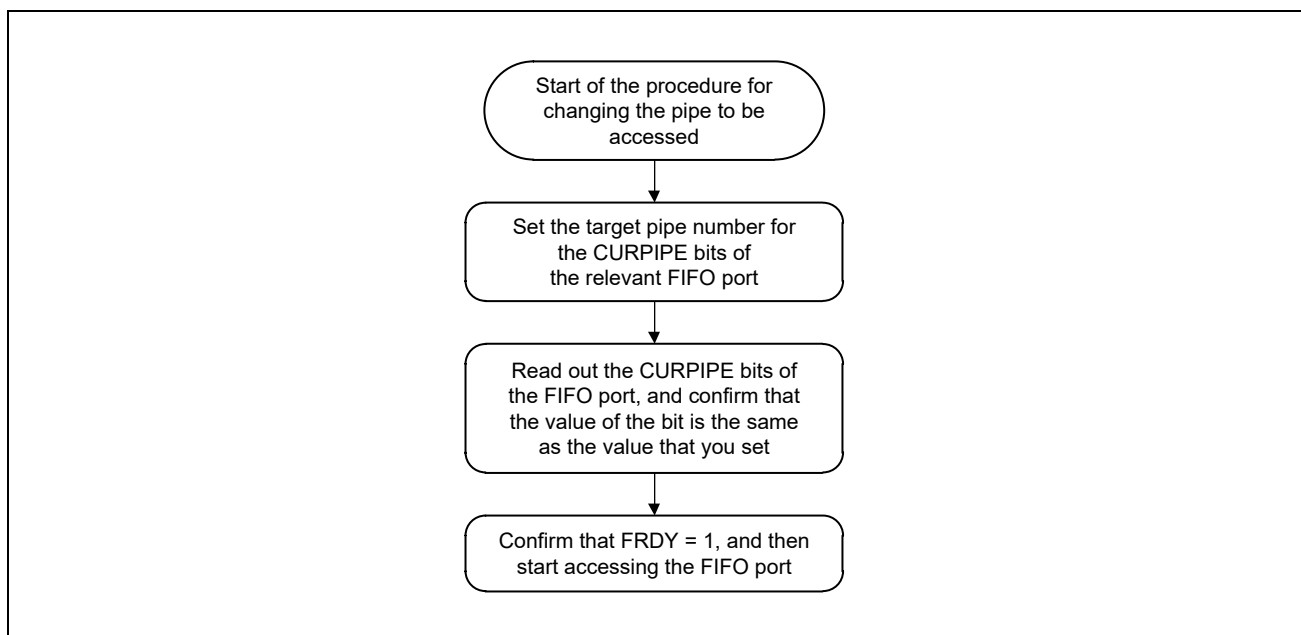 Start of the procedure for
changing the pipe to be
accessed
Set the target pipe number for
the CURPIPE bits of
the relevant FIFO port
Read out the CURPIPE bits of
the FIFO port, and confirm that
the value of the bit is the same
as the value that you set
Confirm that FRDY = 1, and then
start accessing the FIFO port